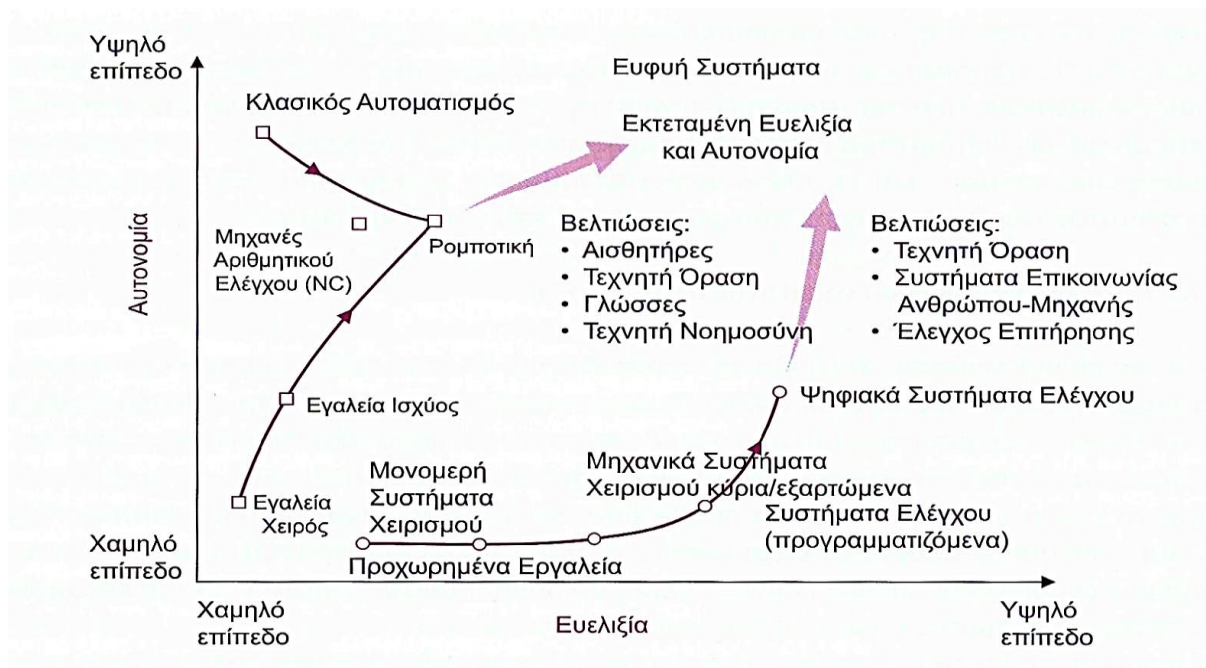 Υψηλό
επίπεδο
Ευφυή Συστήματα
Κλασικός Αυτοματισμός
Εκτεταμένη Ευελιξία
και Αυτονομία
Αυτονομία
Μηχανές
Αριθμητικού
Ελέγχου (NC)
Ρομποτική
Βελτιώσεις:
• Αισθητήρες
• Τεχνητή Όραση
• Γλώσσες
• Τεχνητή Νοημοσύνη
Βελτιώσεις:
• Τεχνητή Όραση
• Συστήματα Επικοινωνίας
Ανθρώπου-Μηχανής
• Έλεγχος Επιτήρησης
Εγαλεία Ισχύος
Ψηφιακά Συστήματα Ελέγχου
Εγαλεία
Χειρός
Μονομερή
Συστήματα
Χειρισμού
Μηχανικά Συστήματα
Χειρισμού κύρια/εξαρτώμενα
Συστήματα Ελέγχου
(προγραμματιζόμενα)
Προχωρημένα Εργαλεία
Χαμηλό
επίπεδο
Χαμηλό
επίπεδο
Ευελιξία
Υψηλό
επίπεδο